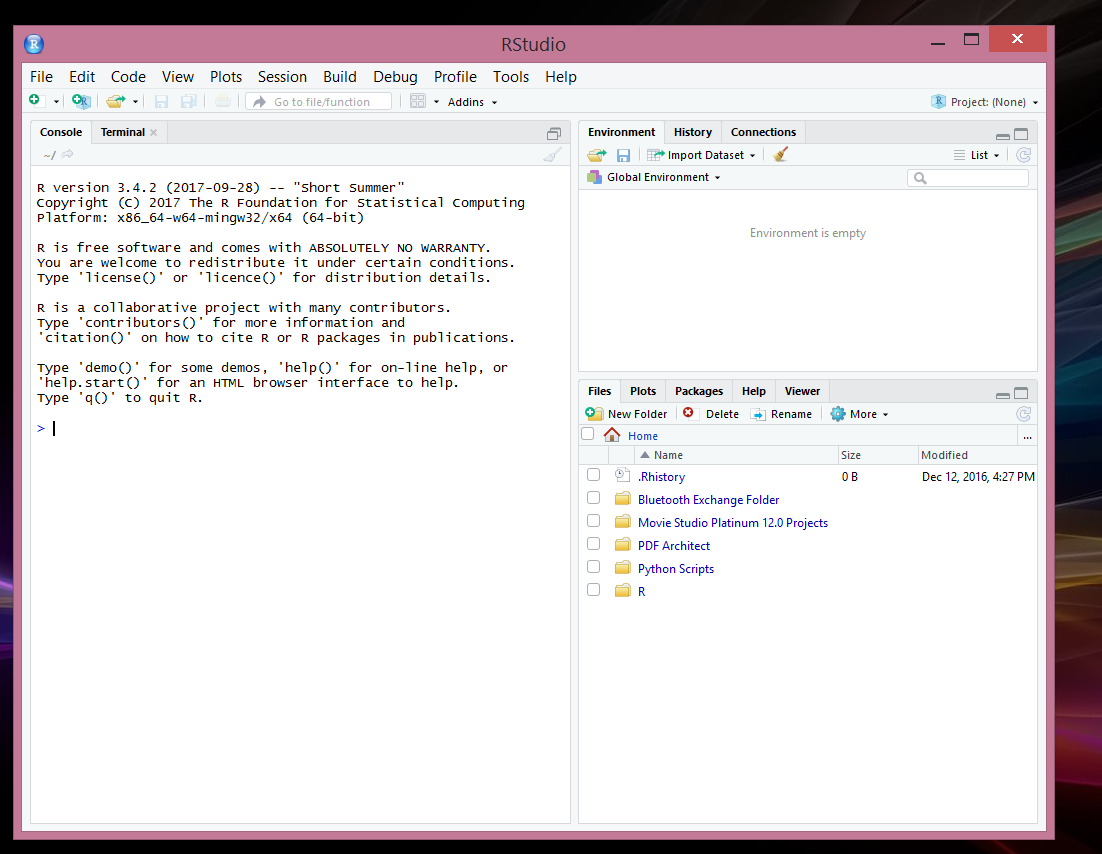 R
RStudio
File Edit Code View Plots Session Build Debug Profile Tools Help
Go to file/function
Addins
Project: (None)
Console Terminal
~/
R version 3.4.2 (2017-09-28) -- "Short Summer"
Copyright (C) 2017 The R Foundation for Statistical Computing
Platform: x86_64-w64-mingw32/x64 (64-bit)
R is free software and comes with ABSOLUTELY NO WARRANTY.
You are welcome to redistribute it under certain conditions.
Type 'license()' or 'licence()' for distribution details.
R is a collaborative project with many contributors.
Type 'contributors()' for more information and
'citation()' on how to cite R or R packages in publications.
Type 'demo()' for some demos, 'help()' for on-line help, or
'help.start()' for an HTML browser interface to help.
Type 'q()' to quit R.
>
Environment History Connections
Import Dataset
List
Global Environment
Environment is empty
Files Plots Packages Help Viewer
New Folder Delete Rename More
Home
...
Name Size Modified
.Rhistory 0 B Dec 12, 2016, 4:27 PM
Bluetooth Exchange Folder
Movie Studio Platinum 12.0 Projects
PDF Architect
Python Scripts
R